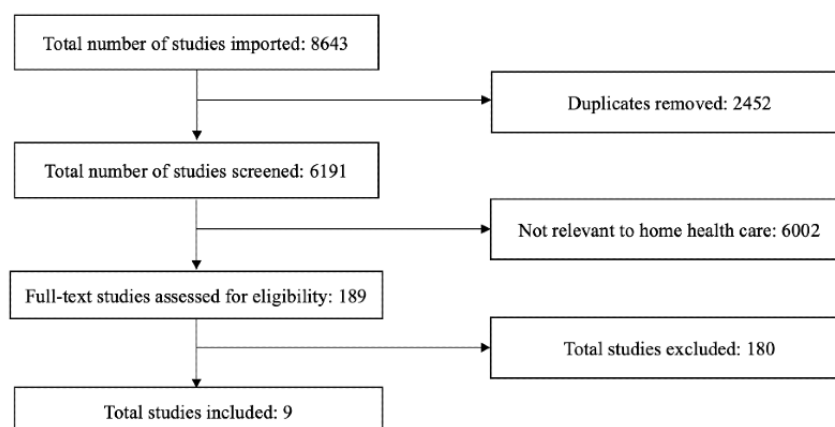 Total number of studies imported: 8643
Duplicates removed: 2452
Total number of studies screened: 6191
Not relevant to home health care: 6002
Full-text studies assessed for eligibility: 189
Total studies excluded: 180
Total studies included: 9